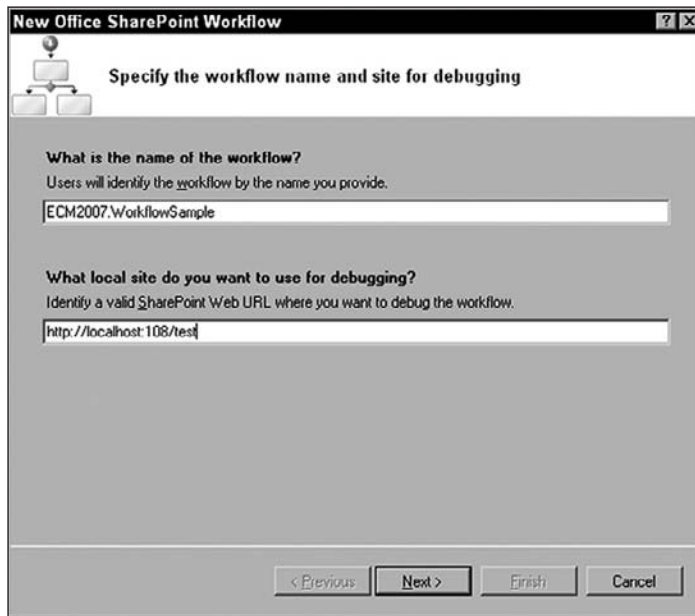 New Office SharePoint Workflow
Specify the workflow name and site for debugging
What is the name of the workflow?
Users will identify the workflow by the name you provide.
ECM2007.WorkflowSample
What local site do you want to use for debugging?
Identify a valid SharePoint Web URL where you want to debug the workflow.
http://localhost:108/test
< Previous Next > Finish Cancel